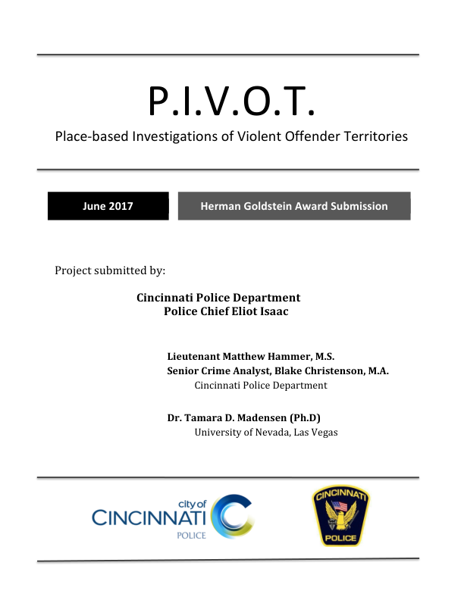 P.I.V.O.T.
Place-based Investigations of Violent Offender Territories
June 2017
Herman Goldstein Award Submission
Project submitted by:
Cincinnati Police Department
Police Chief Eliot Isaac
Lieutenant Matthew Hammer, M.S.
Senior Crime Analyst, Blake Christenson, M.A.
Cincinnati Police Department
Dr. Tamara D. Madensen (Ph.D)
University of Nevada, Las Vegas
city of
CINCINNATI
POLICE
CINCINNATI
POLICE